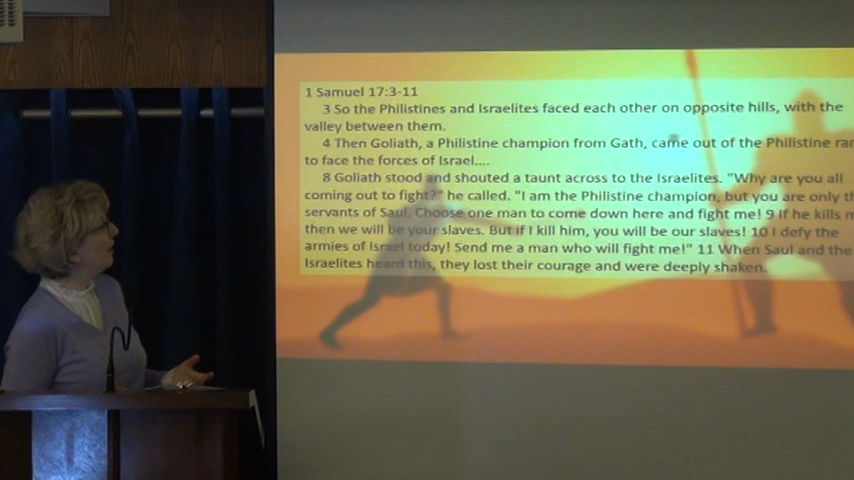 1 Samuel 17:3-11
3 So the Philistines and Israelites faced each other on opposite hills, with the
valley between them.
4 Then Goliath, a Philistine champion from Gath, came out of the Philistine
to face the forces of Israel....
8 Goliath stood and shouted a taunt across to the Israelites. "Why are you all
coming out to fight?" he called. "I am the Philistine champion, but you are only
servants of Saul. Choose one man to come down here and fight me! 9 If he kills
then we will be your slaves. But if I kill him, you will be our slaves! 10 I defy the
armies of Israel today! Send me a man who will fight me!" 11 When Saul and the
Israelites heard this, they lost their courage and were deeply shaken.